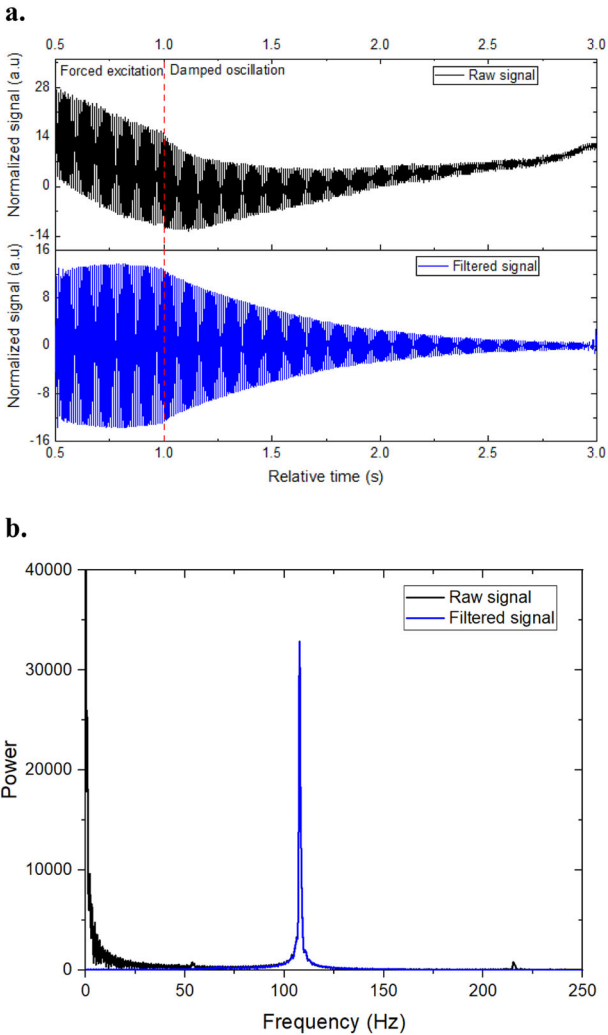 a.
0.5 1.0 1.5 2.0 2.5 3.0
Forced excitation Damped oscillation
Raw signal
Normalized signal (a.u)
28
14
0
-14
Filtered signal
Normalized signal (a.u)
16
8
0
-8
-16
0.5 1.0 1.5 2.0 2.5 3.0
Relative time (s)
b.
Raw signal
Filtered signal
Power
40000
30000
20000
10000
0
0 50 100 150 200 250
Frequency (Hz)